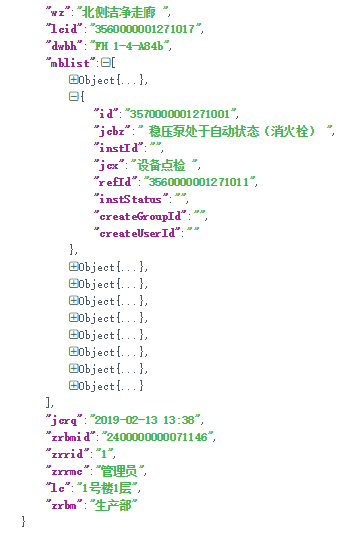 "wz":"北侧洁净走廊 ",
"lcid":"3560000001271017",
"dwbh":"FH 1-4-A84b",
"mblist":[
Object{...},
{
"id":"3570000001271001",
"jcbz":" 稳压泵处于自动状态（消火栓） ",
"instId":"",
"jcx":"设备点检 ",
"refId":"3560000001271011",
"instStatus":"",
"createGroupId":"",
"createUserId":""
},
Object{...},
Object{...},
Object{...},
Object{...},
Object{...},
Object{...},
Object{...},
Object{...}
],
"jcrq":"2019-02-13 13:38",
"zrbmid":"2400000000071146",
"zrrid":"1",
"zrrmc":"管理员",
"lc":"1号楼1层",
"zrbm":"生产部"
}